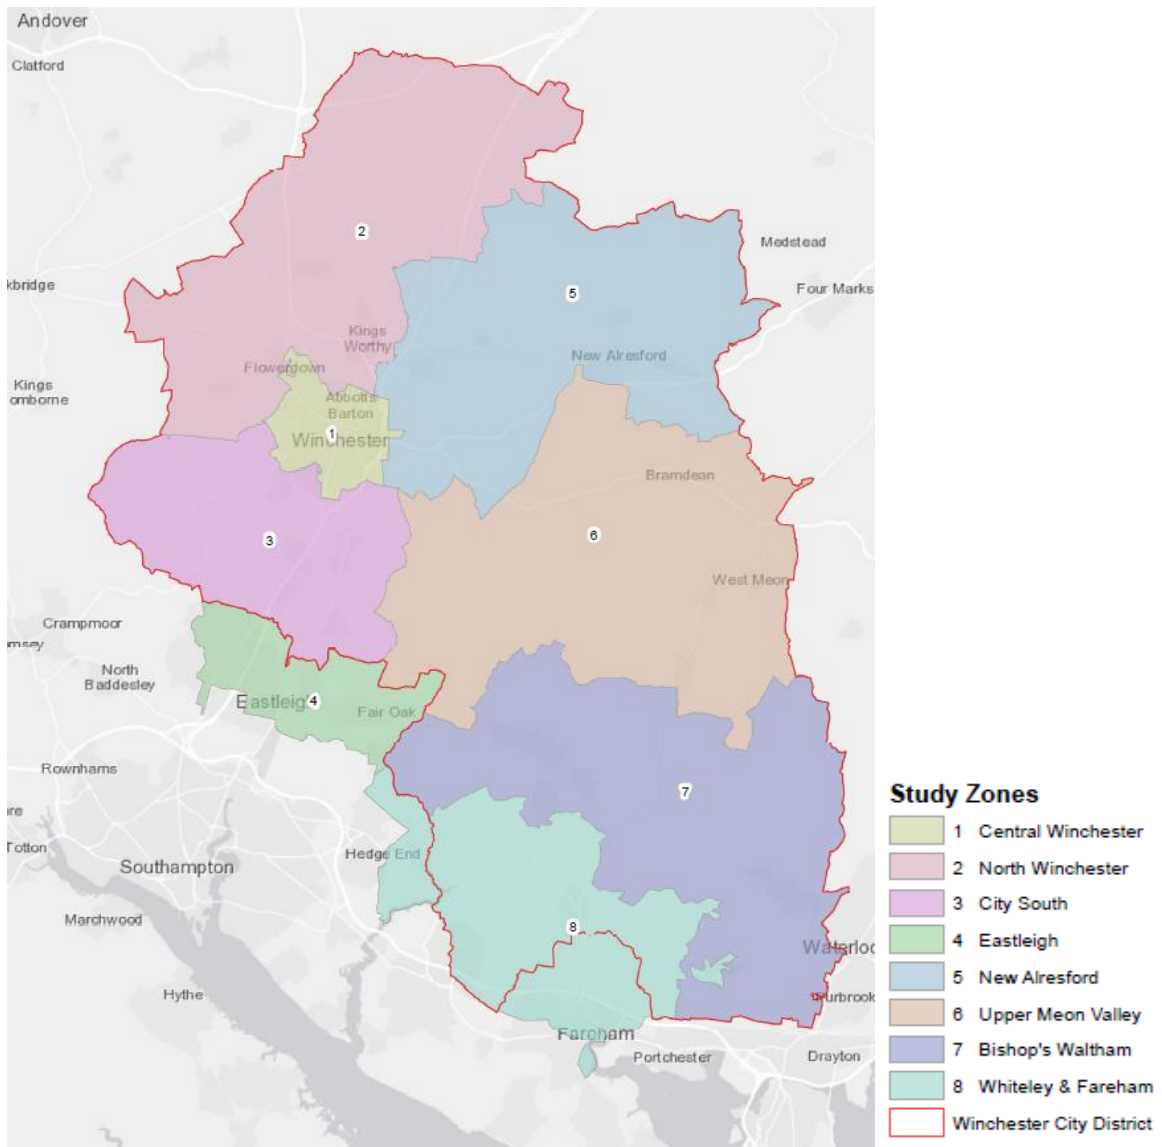 Andover
Clatford
2
Medstead
kbridge
Four Marks
5
Kings
Worthy
New Alresford
Flowerdown
Kings
omborne
Abbotts
Barton
1
Winchester
Bramdean
3
6
West Meon
Crampmoor
msey
North
Baddesley
Eastleigh
4
Fair Oak
Rownhams
7
Totton
Hedge End
Southampton
Marchwood
8
Waterloo
Hythe
Purbrook
Fareham
Portchester
Drayton
Study Zones
1 Central Winchester
2 North Winchester
3 City South
4 Eastleigh
5 New Alresford
6 Upper Meon Valley
7 Bishop's Waltham
8 Whiteley & Fareham
Winchester City District